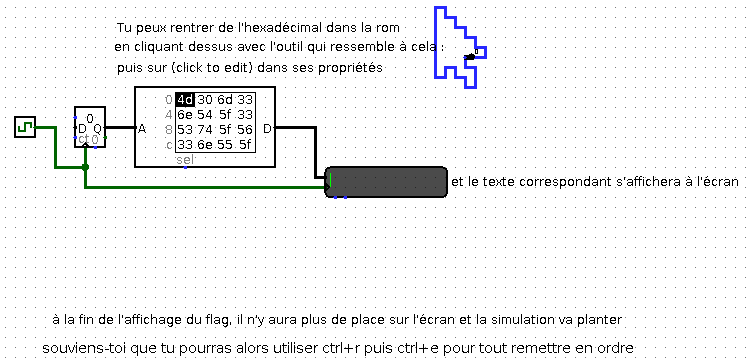 Tu peux rentrer de l'hexadécimal dans la rom
en cliquant dessus avec l'outil qui ressemble à cela :
puis sur (click to edit) dans ses propriétés
0 4d 30 6d 33
4 6e 54 5f 33
8 53 74 5f 56
c 33 6e 55 5f
A
D
sel
0
D Q
ct 0
et le texte correspondant s'affichera à l'écran
à la fin de l'affichage du flag, il n'y aura plus de place sur l'écran et la simulation va planter
souviens-toi que tu pourras alors utiliser ctrl+r puis ctrl+e pour tout remettre en ordre